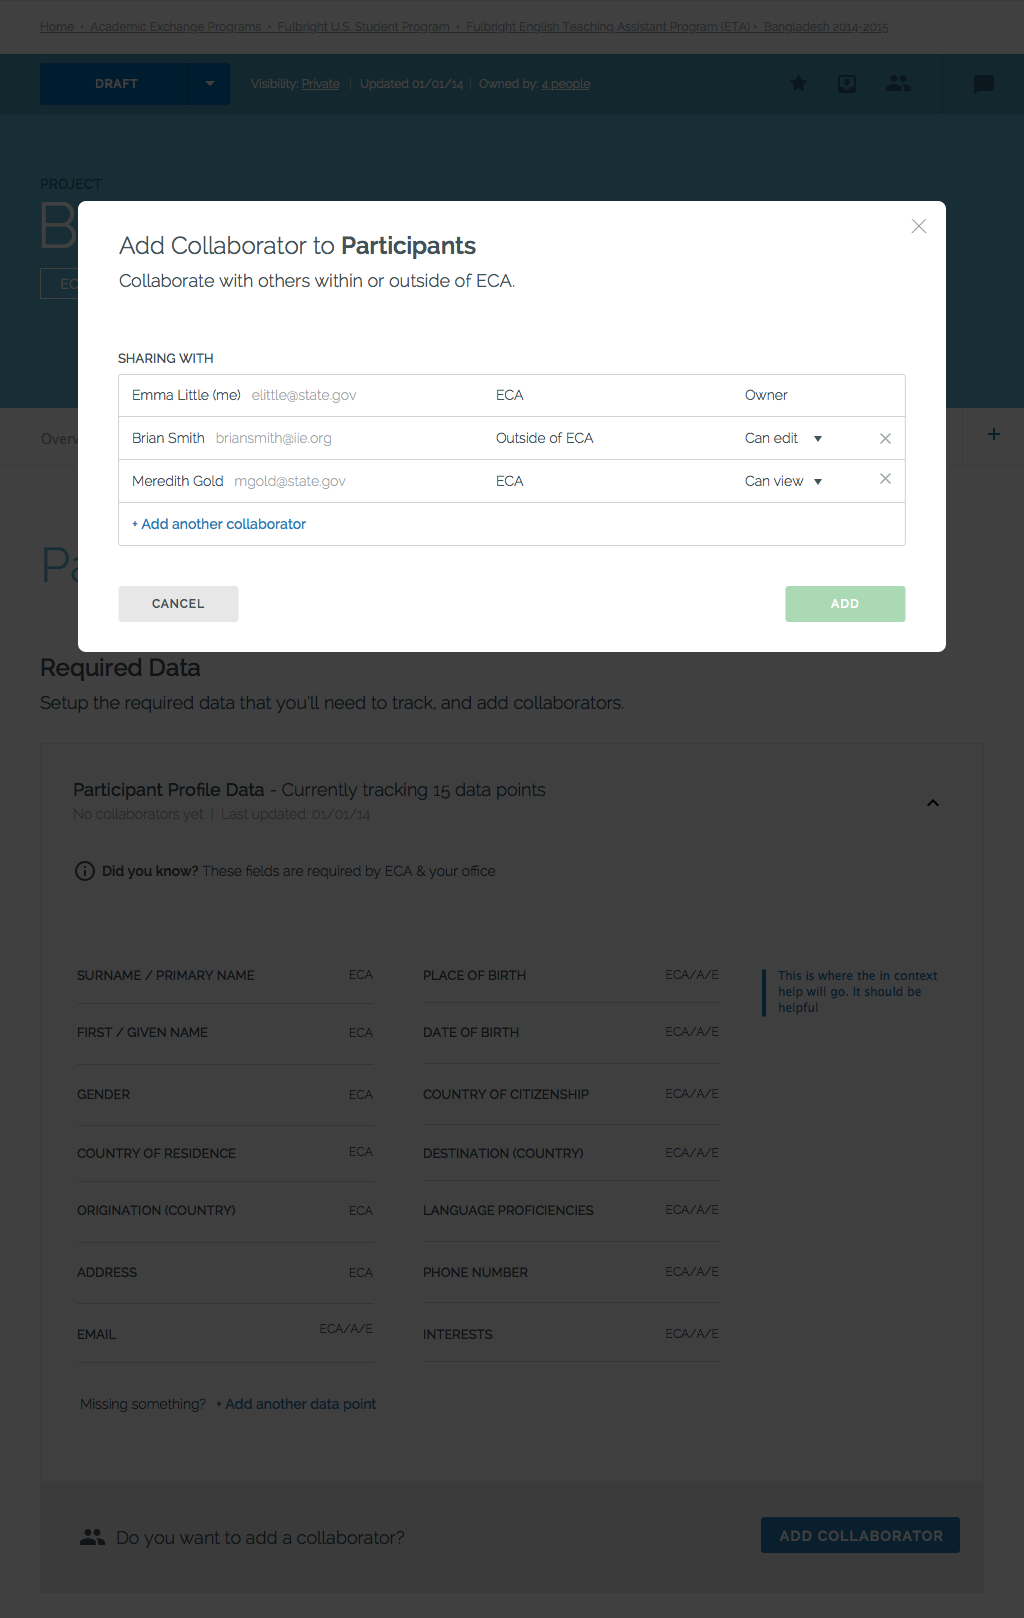 Home • Academic Exchange Programs • Fulbright U.S. Student Program • Fulbright English Teaching Assistant Program (ETA) • Bangladesh 2014-2015
DRAFT
Visibility: Private | Updated 01/01/14 | Owned by: 4 people
PROJECT
Add Collaborator to Participants
Collaborate with others within or outside of ECA.
SHARING WITH
Emma Little (me) elittle@state.gov ECA Owner
Brian Smith briansmith@iie.org Outside of ECA Can edit
Meredith Gold mgold@state.gov ECA Can view
+ Add another collaborator
CANCEL
ADD
Required Data
Setup the required data that you'll need to track, and add collaborators.
Participant Profile Data - Currently tracking 15 data points
No collaborators yet | Last updated: 01/01/14
Did you know? These fields are required by ECA & your office
SURNAME / PRIMARY NAME ECA
PLACE OF BIRTH ECA/A/E
This is where the in context
help will go. It should be
helpful
FIRST / GIVEN NAME ECA
DATE OF BIRTH ECA/A/E
GENDER ECA
COUNTRY OF CITIZENSHIP ECA/A/E
COUNTRY OF RESIDENCE ECA
DESTINATION (COUNTRY) ECA/A/E
ORIGINATION (COUNTRY) ECA
LANGUAGE PROFICIENCIES ECA/A/E
ADDRESS ECA
PHONE NUMBER ECA/A/E
EMAIL ECA/A/E
INTERESTS ECA/A/E
Missing something? + Add another data point
Do you want to add a collaborator?
ADD COLLABORATOR